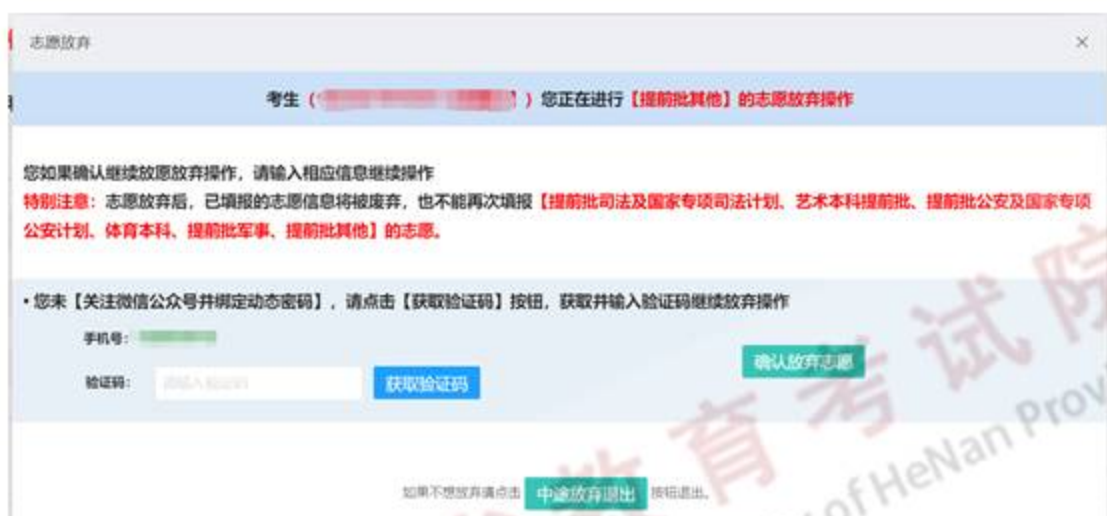 志愿放弃
考生（ ）您正在进行【提前批其他】的志愿放弃操作
您如果确认继续放愿放弃操作，请输入相应信息继续操作
特别注意：志愿放弃后，已填报的志愿信息将被废弃，也不能再次填报【提前批司法及国家专项司法计划、艺术本科提前批、提前批公安及国家专项
公安计划、体育本科、提前批军事、提前批其他】的志愿。
•您未【关注微信公众号并绑定动态密码】，请点击【获取验证码】按钮，获取并输入验证码继续放弃操作
手机号：
确认放弃志愿
验证码： 请输入验证码 获取验证码
如果不想放弃请点击 中途放弃退出 按钮退出。
教育考试院
of HeNan Provi